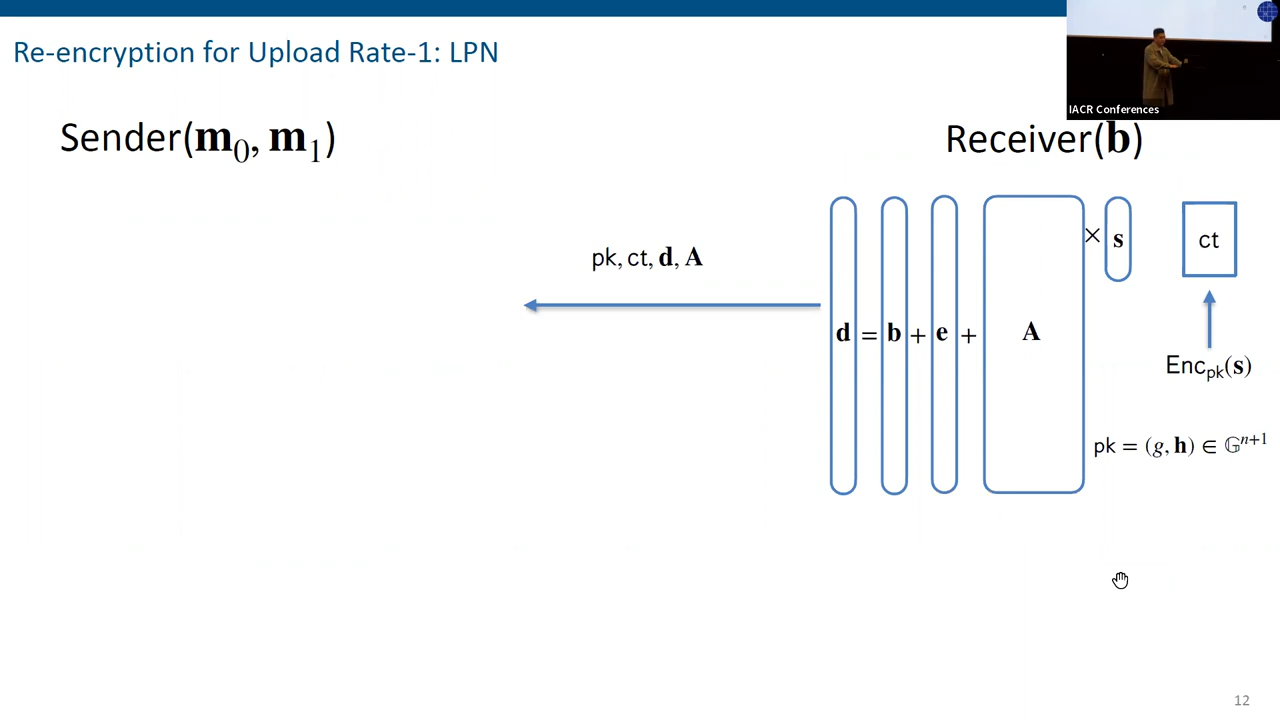 Re-encryption for Upload Rate-1: LPN
IACR Conferences
Sender(m₀, m₁)
Receiver(b)
pk, ct, d, A
d = b + e + A × s
ct
Encₚₖ(s)
pk = (g, h) ∈ 𝔾ⁿ⁺¹
12